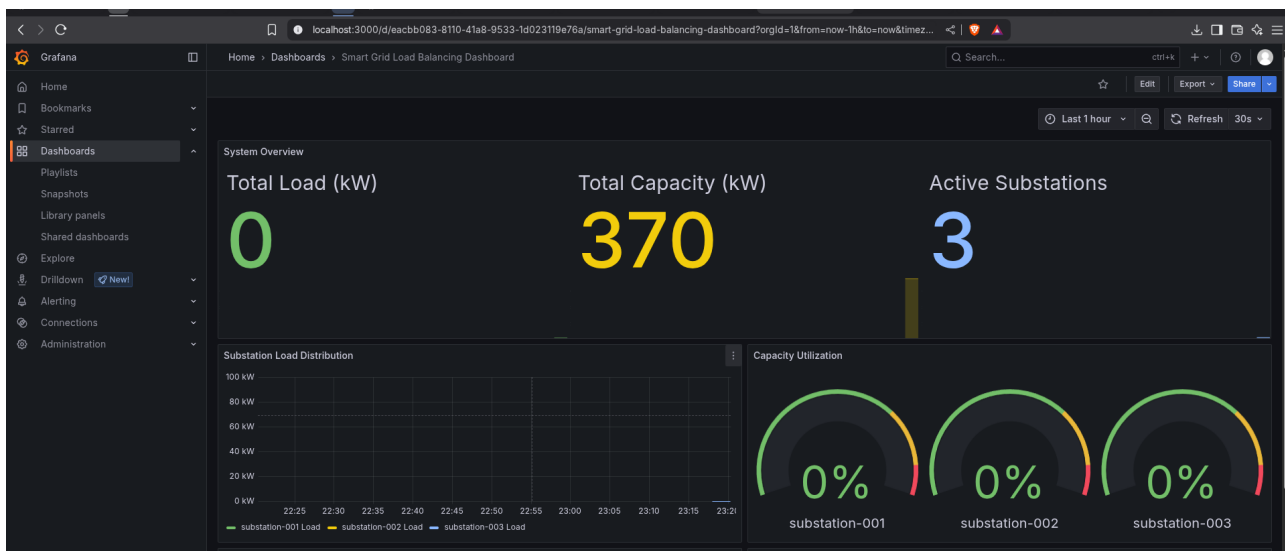 localhost:3000/d/eacbb083-8110-41a8-9533-1d023119e76a/smart-grid-load-balancing-dashboard?orgId=1&from=now-1h&to=now&timez...
Grafana
Home › Dashboards › Smart Grid Load Balancing Dashboard
Search...
ctrl+k
Home
Bookmarks
Starred
Dashboards
Playlists
Snapshots
Library panels
Shared dashboards
Explore
Drilldown
New!
Alerting
Connections
Administration
Edit
Export
Share
Last 1 hour
Refresh
30s
System Overview
Total Load (kW)
0
Total Capacity (kW)
370
Active Substations
3
Substation Load Distribution
100 kW
80 kW
60 kW
40 kW
20 kW
0 kW
22:25 22:30 22:35 22:40 22:45 22:50 22:55 23:00 23:05 23:10 23:15 23:20
substation-001 Load substation-002 Load substation-003 Load
Capacity Utilization
0% 0% 0%
substation-001 substation-002 substation-003